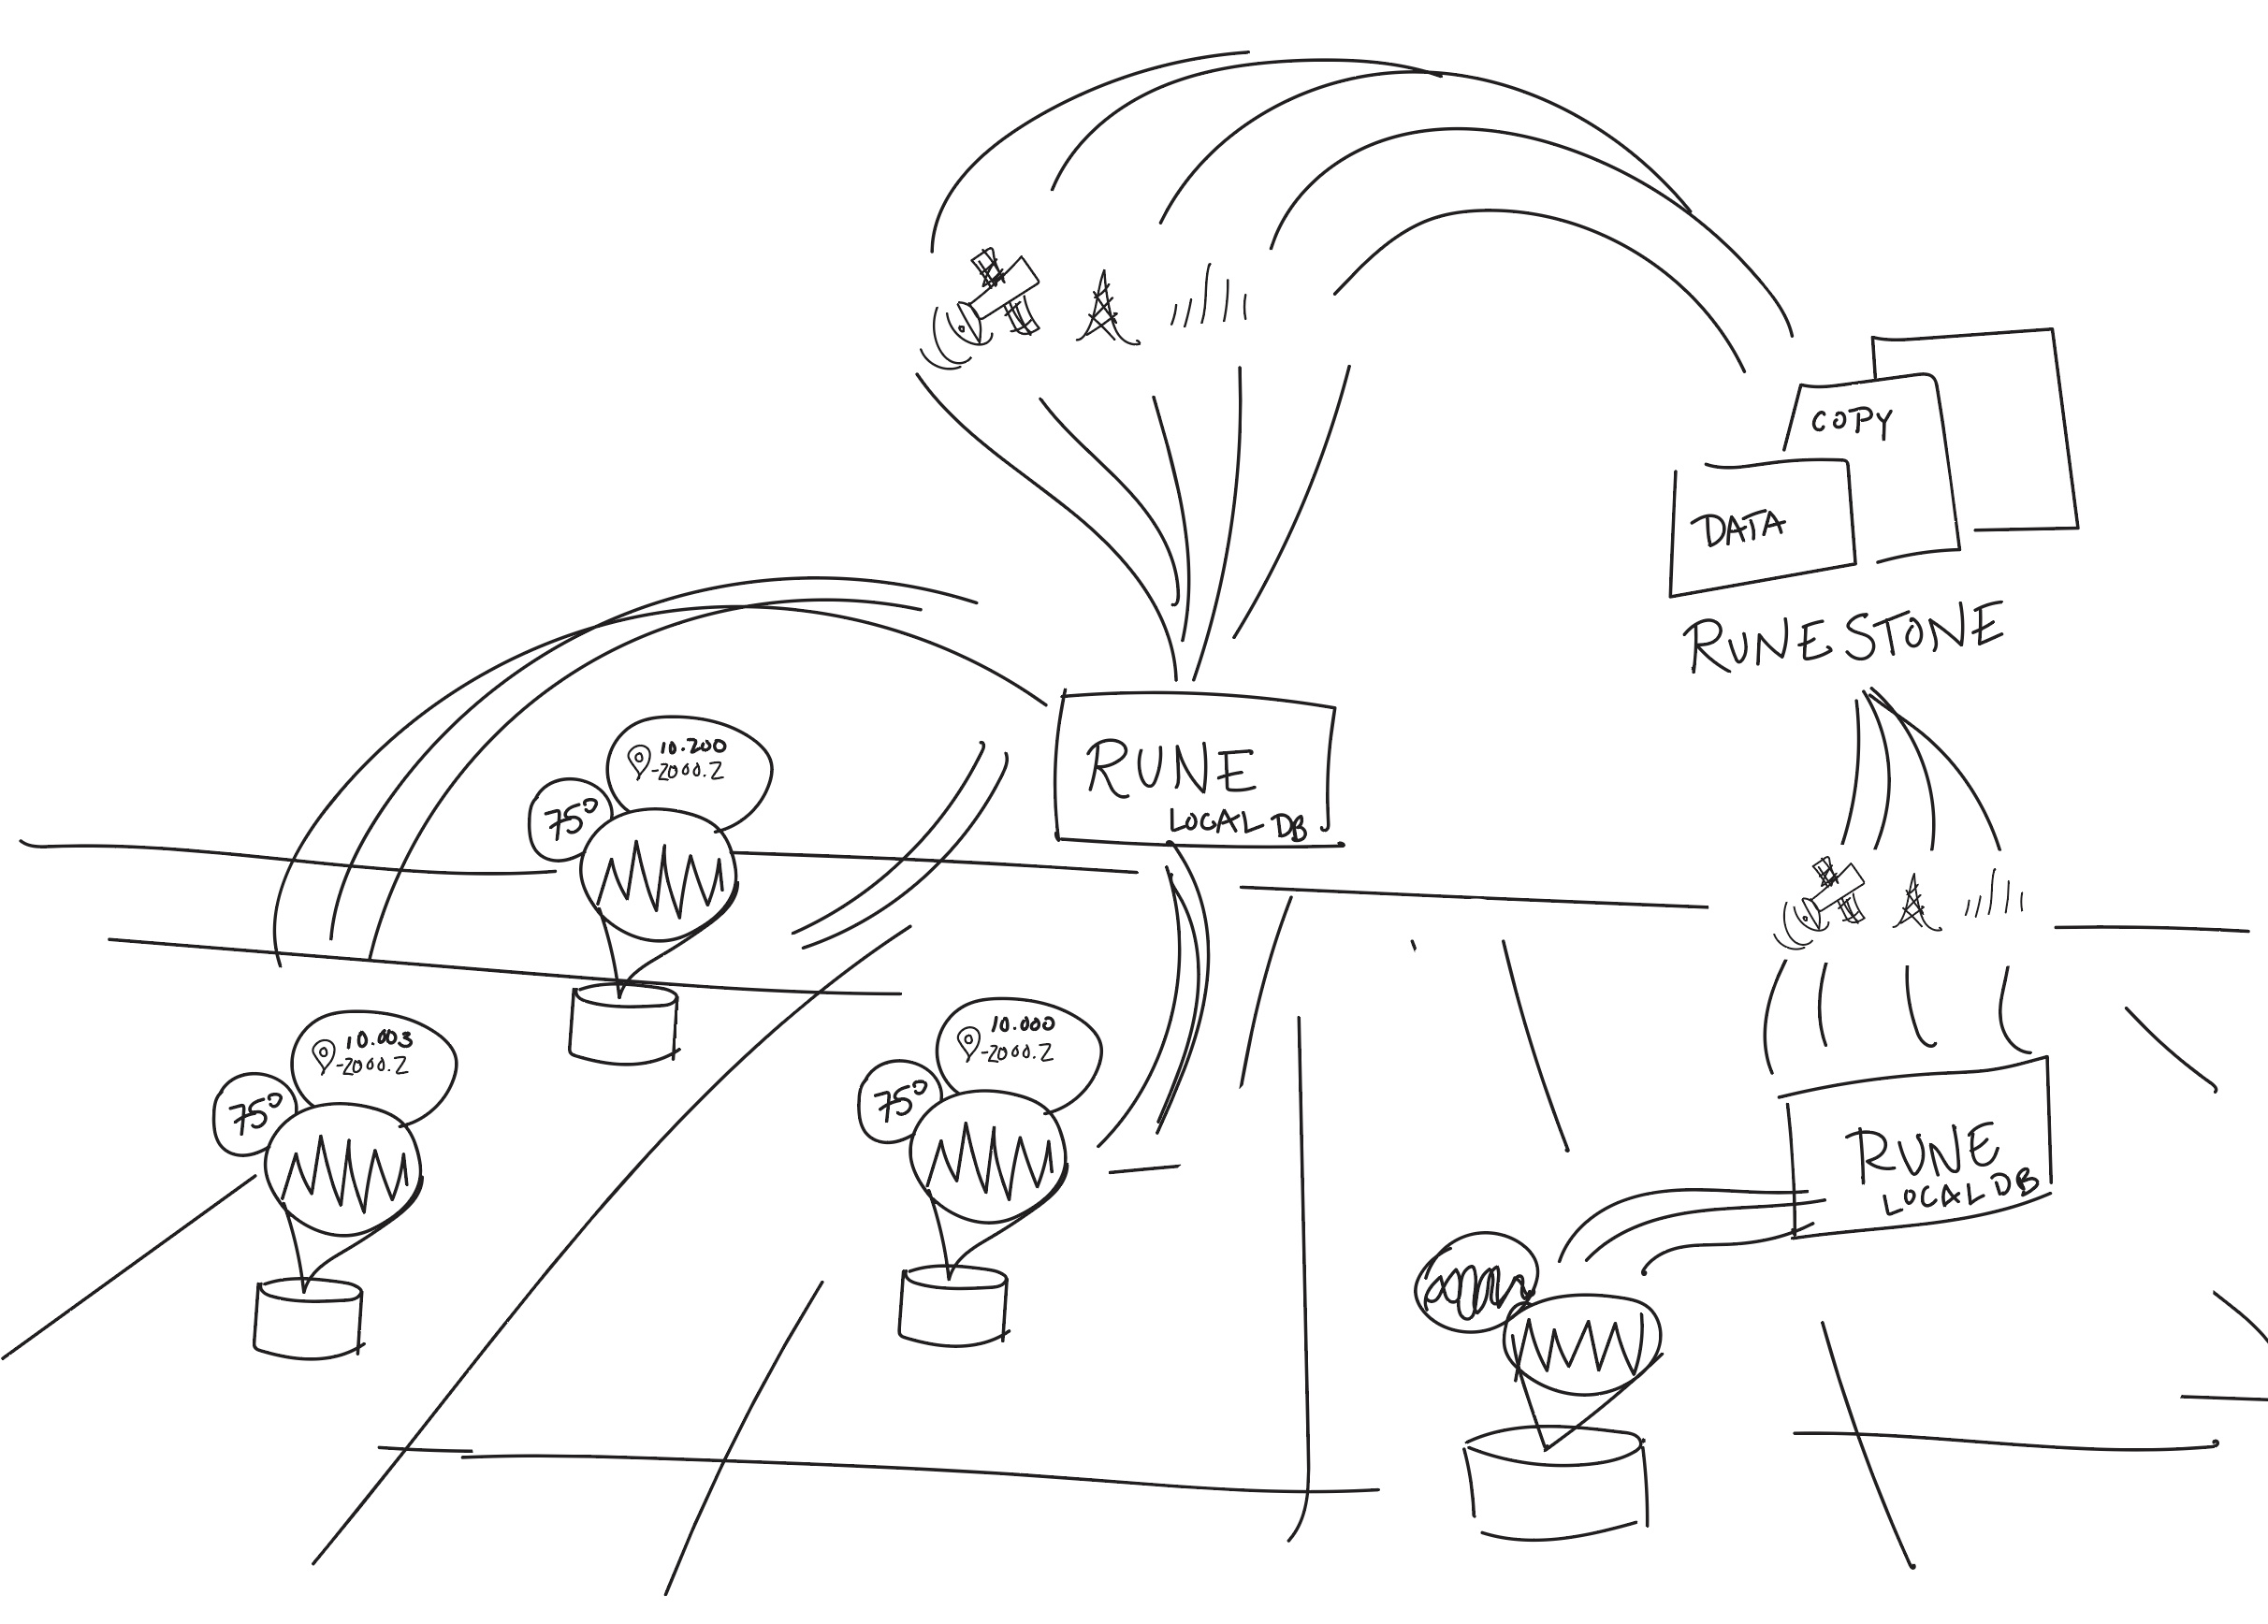 COPY
DATA
RUNESTONE
RUNE
LOCAL DB
10.200
-2000.2
75°
10.003
-2000.2
75°
10.000
-2000.2
75°
RUNE
LOCAL DB